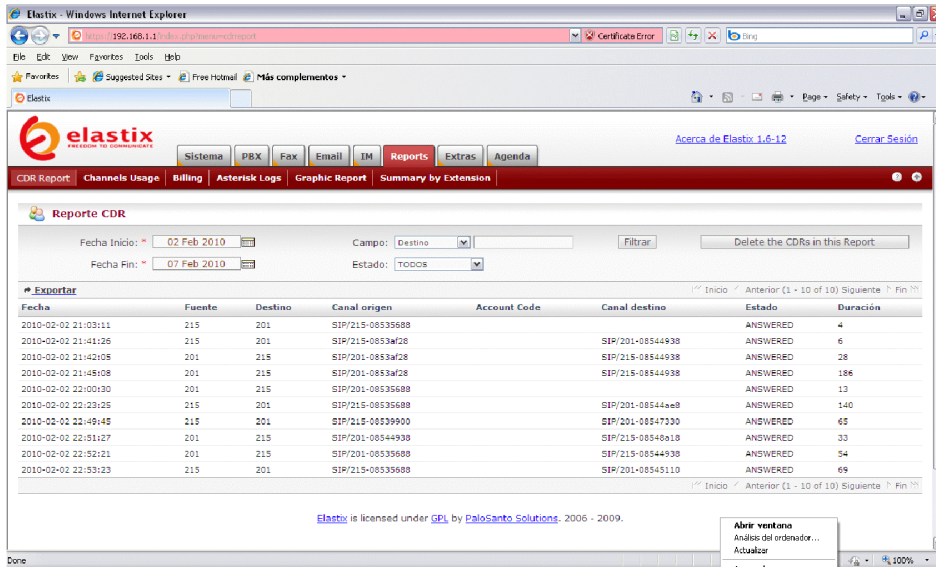 Elastix - Windows Internet Explorer
https://192.168.1.1/index.php?menu=cdrreport
Certificate Error
Bing
File Edit View Favorites Tools Help
Favorites Suggested Sites Free Hotmail Más complementos
Elastix
Page Safety Tools
elastix
FREEDOM TO COMMUNICATE
Acerca de Elastix 1.6-12 Cerrar Sesión
Sistema PBX Fax Email IM Reports Extras Agenda
CDR Report Channels Usage Billing Asterisk Logs Graphic Report Summary by Extension
Reporte CDR
Fecha Inicio: * 02 Feb 2010 Campo: Destino Filtrar Delete the CDRs in this Report
Fecha Fin: * 07 Feb 2010 Estado: TODOS
Exportar Inicio Anterior (1 - 10 of 10) Siguiente Fin
Fecha Fuente Destino Canal origen Account Code Canal destino Estado Duración
2010-02-02 21:03:11 215 201 SIP/215-08535688 ANSWERED 4
2010-02-02 21:41:26 215 201 SIP/215-0853af28 SIP/201-08544938 ANSWERED 6
2010-02-02 21:42:05 201 215 SIP/201-0853af28 SIP/215-08544938 ANSWERED 28
2010-02-02 21:45:08 201 215 SIP/201-0853af28 SIP/215-08544938 ANSWERED 186
2010-02-02 22:00:30 201 215 SIP/201-08535688 ANSWERED 13
2010-02-02 22:23:25 215 201 SIP/215-08535688 SIP/201-08544ae8 ANSWERED 140
2010-02-02 22:49:45 215 201 SIP/215-08539900 SIP/201-08547330 ANSWERED 65
2010-02-02 22:51:27 201 215 SIP/201-08544938 SIP/215-08548a18 ANSWERED 33
2010-02-02 22:52:21 201 215 SIP/201-08535688 SIP/215-08544938 ANSWERED 54
2010-02-02 22:53:23 215 201 SIP/215-08535688 SIP/201-08545110 ANSWERED 69
Inicio Anterior (1 - 10 of 10) Siguiente Fin
Elastix is licensed under GPL by PaloSanto Solutions. 2006 - 2009.
Abrir ventana
Análisis del ordenador...
Actualizar
Done 100%